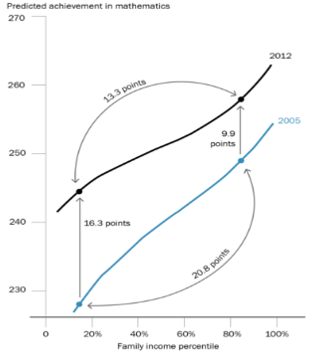 Predicted achievement in mathematics
270
2012
13.3 points
260
2005
9.9
points
250
16.3 points
240
20.8 points
230
0 20% 40% 60% 80% 100%
Family income percentile